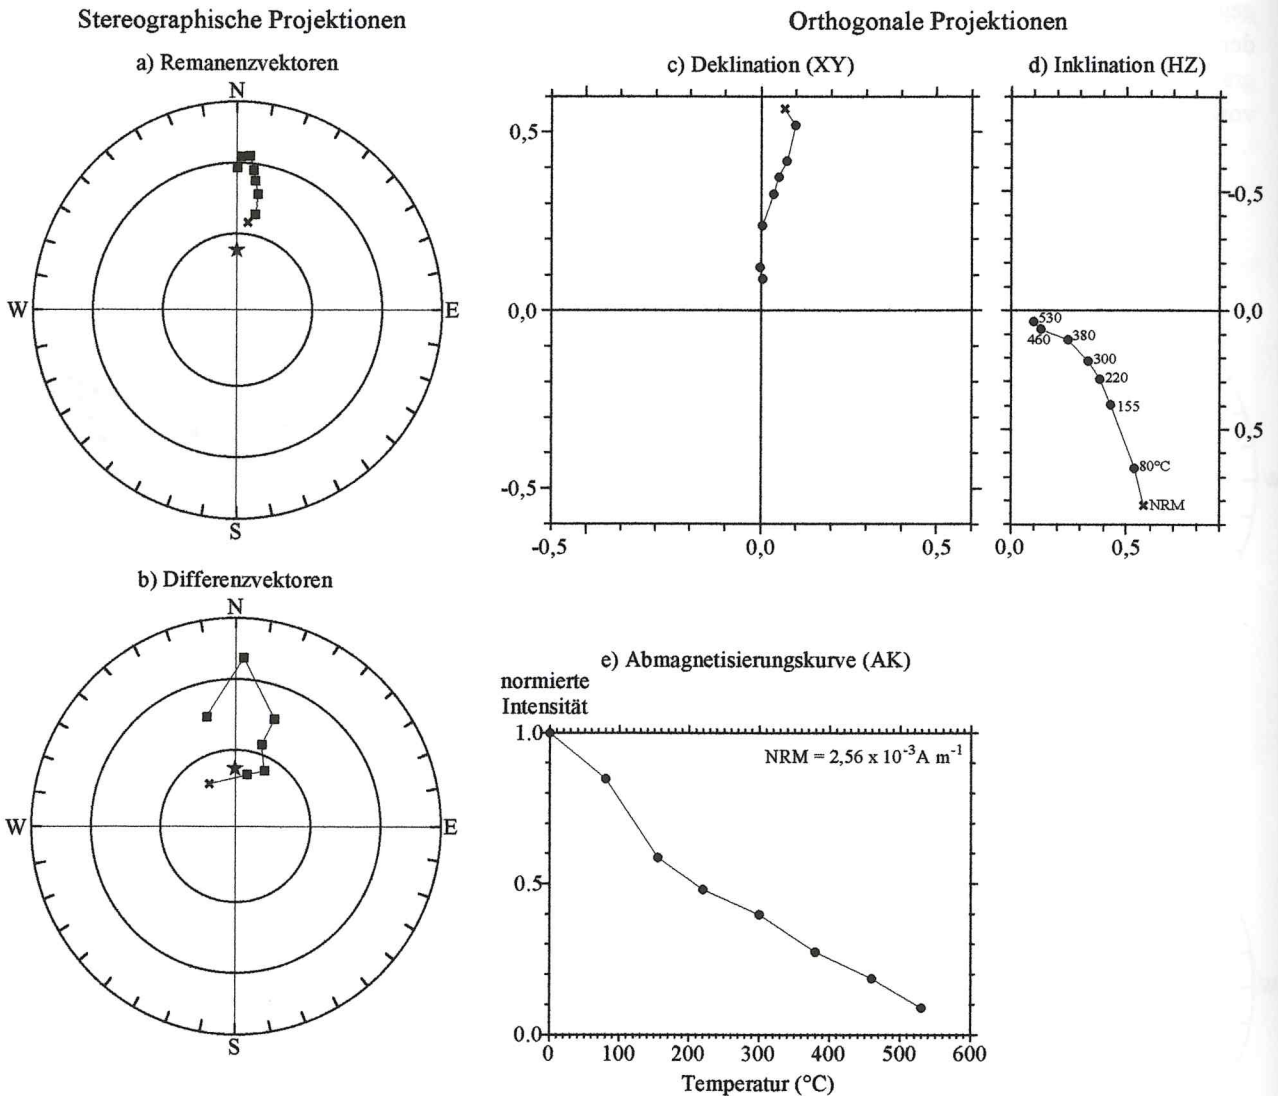 Stereographische Projektionen
Orthogonale Projektionen
a) Remanenzvektoren
N
W
E
S
c) Deklination (XY)
0,5
0,0
-0,5
-0,5
0,0
0,5
d) Inklination (HZ)
-0,5
0,0
0,5
530
460
380
300
220
155
80°C
NRM
0,0
0,5
b) Differenzvektoren
N
W
E
S
e) Abmagnetisierungskurve (AK)
normierte
Intensität
1.0
NRM = 2,56 x 10-3A m-1
0.5
0.0
0
100
200
300
400
500
600
Temperatur (°C)